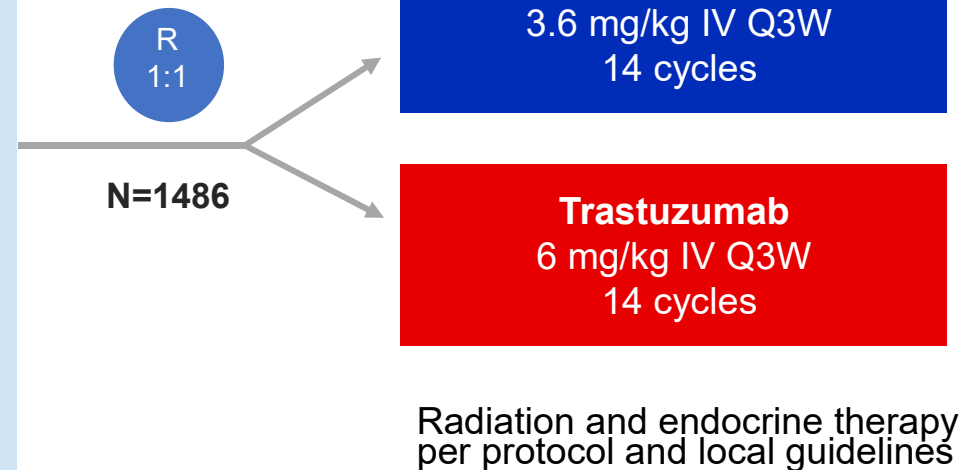 R
1:1
N=1486
3.6 mg/kg IV Q3W
14 cycles
Trastuzumab
6 mg/kg IV Q3W
14 cycles
Radiation and endocrine therapy
per protocol and local guidelines